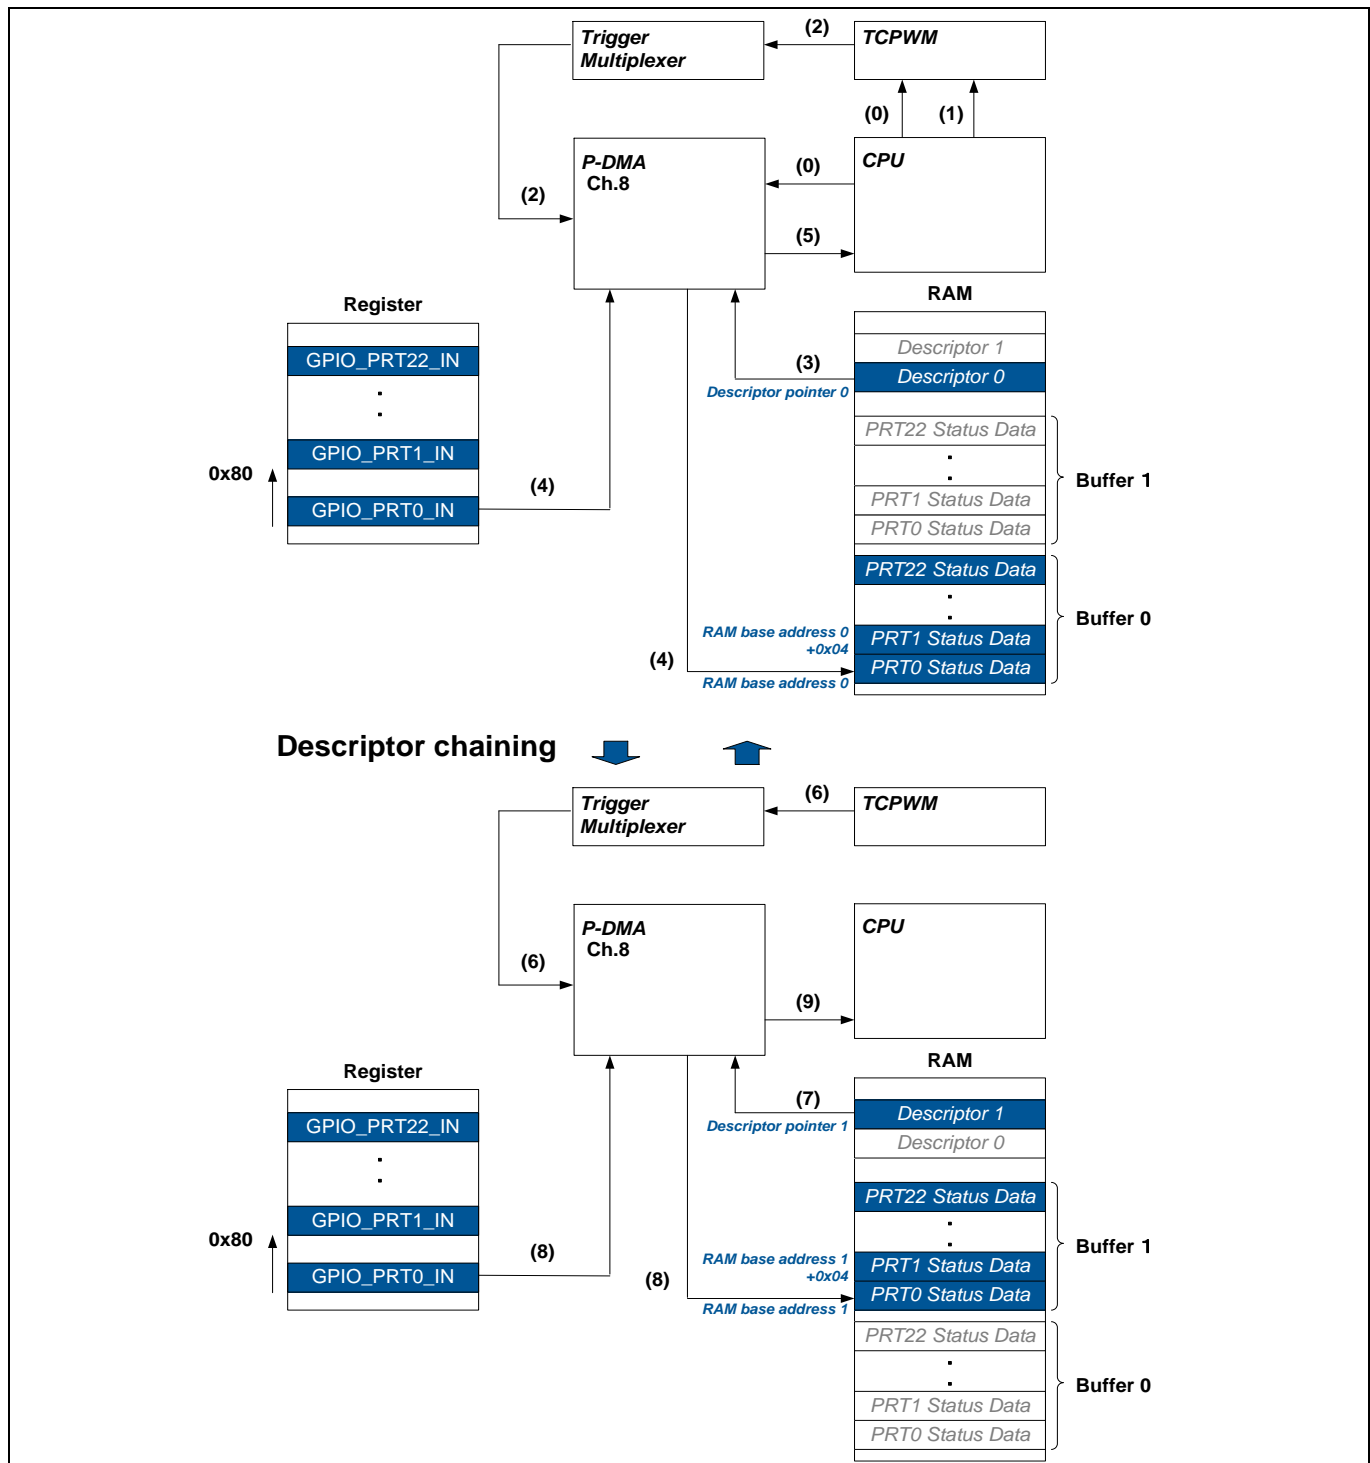 (2)
Trigger
Multiplexer
TCPWM
(0)
(1)
P-DMA
Ch.8
(0)
CPU
(2)
(5)
Register
RAM
GPIO_PRT22_IN
.
.
GPIO_PRT1_IN
0x80
GPIO_PRT0_IN
(4)
Descriptor 1
(3)
Descriptor 0
Descriptor pointer 0
PRT22 Status Data
.
.
PRT1 Status Data
PRT0 Status Data
Buffer 1
PRT22 Status Data
.
.
Buffer 0
RAM base address 0
+0x04
PRT1 Status Data
(4)
PRT0 Status Data
RAM base address 0
Descriptor chaining
(6)
Trigger
Multiplexer
TCPWM
P-DMA
Ch.8
CPU
(6)
(9)
Register
RAM
GPIO_PRT22_IN
.
.
GPIO_PRT1_IN
0x80
GPIO_PRT0_IN
(8)
(7)
Descriptor 1
Descriptor pointer 1
Descriptor 0
PRT22 Status Data
.
.
Buffer 1
RAM base address 1
+0x04
PRT1 Status Data
(8)
PRT0 Status Data
RAM base address 1
PRT22 Status Data
.
.
Buffer 0
PRT1 Status Data
PRT0 Status Data